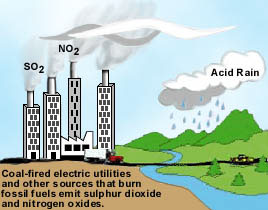 NO2
SO2
Acid Rain
Coal-fired electric utilities
and other sources that burn
fossil fuels emit sulphur dioxide
and nitrogen oxides.